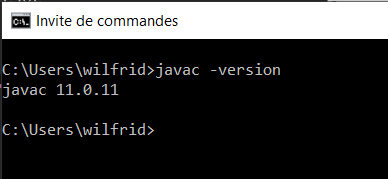 Invite de commandes
C:\Users\wilfrid>javac -version
javac 11.0.11
C:\Users\wilfrid>